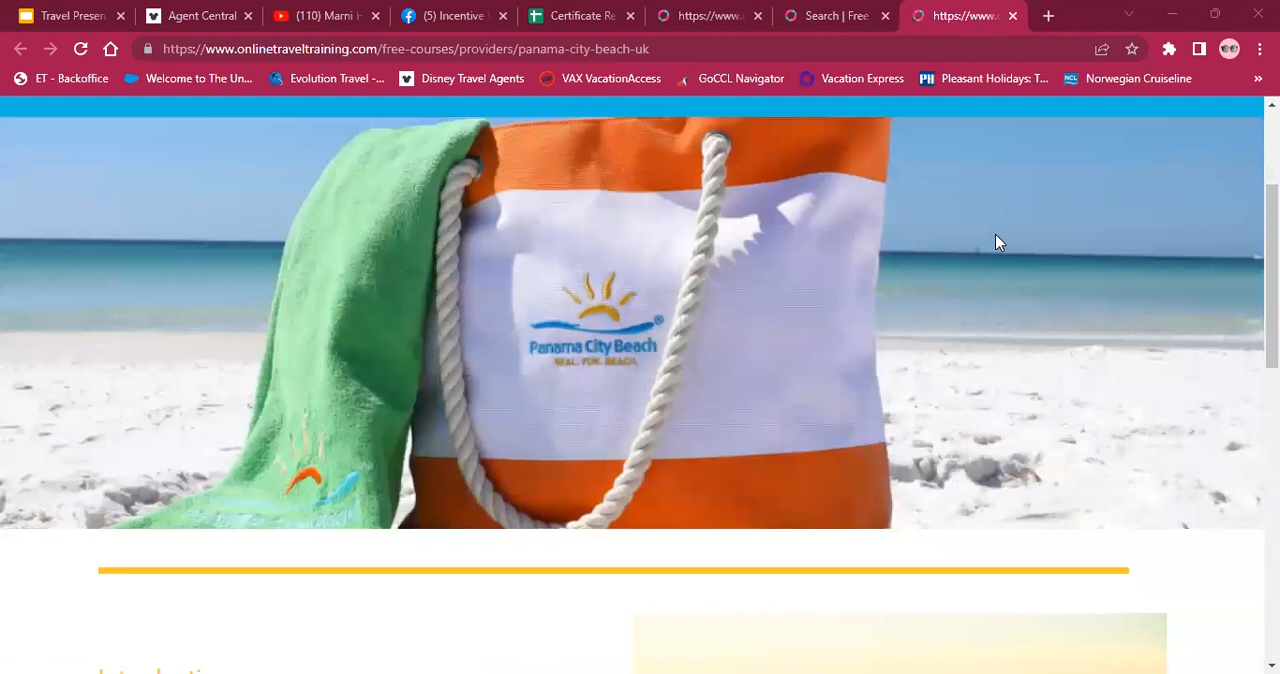 Travel Presen
Agent Central
(110) Marni H
(5) Incentive
Certificate Re
https://www.
Search | Free
https://www.
https://www.onlinetraveltraining.com/free-courses/providers/panama-city-beach-uk
ET - Backoffice
Welcome to The Un...
Evolution Travel -...
Disney Travel Agents
VAX VacationAccess
GoCCL Navigator
Vacation Express
PH
Pleasant Holidays: T...
NCL
Norwegian Cruiseline
»
Panama City Beach
REAL. FUN. BEACH.